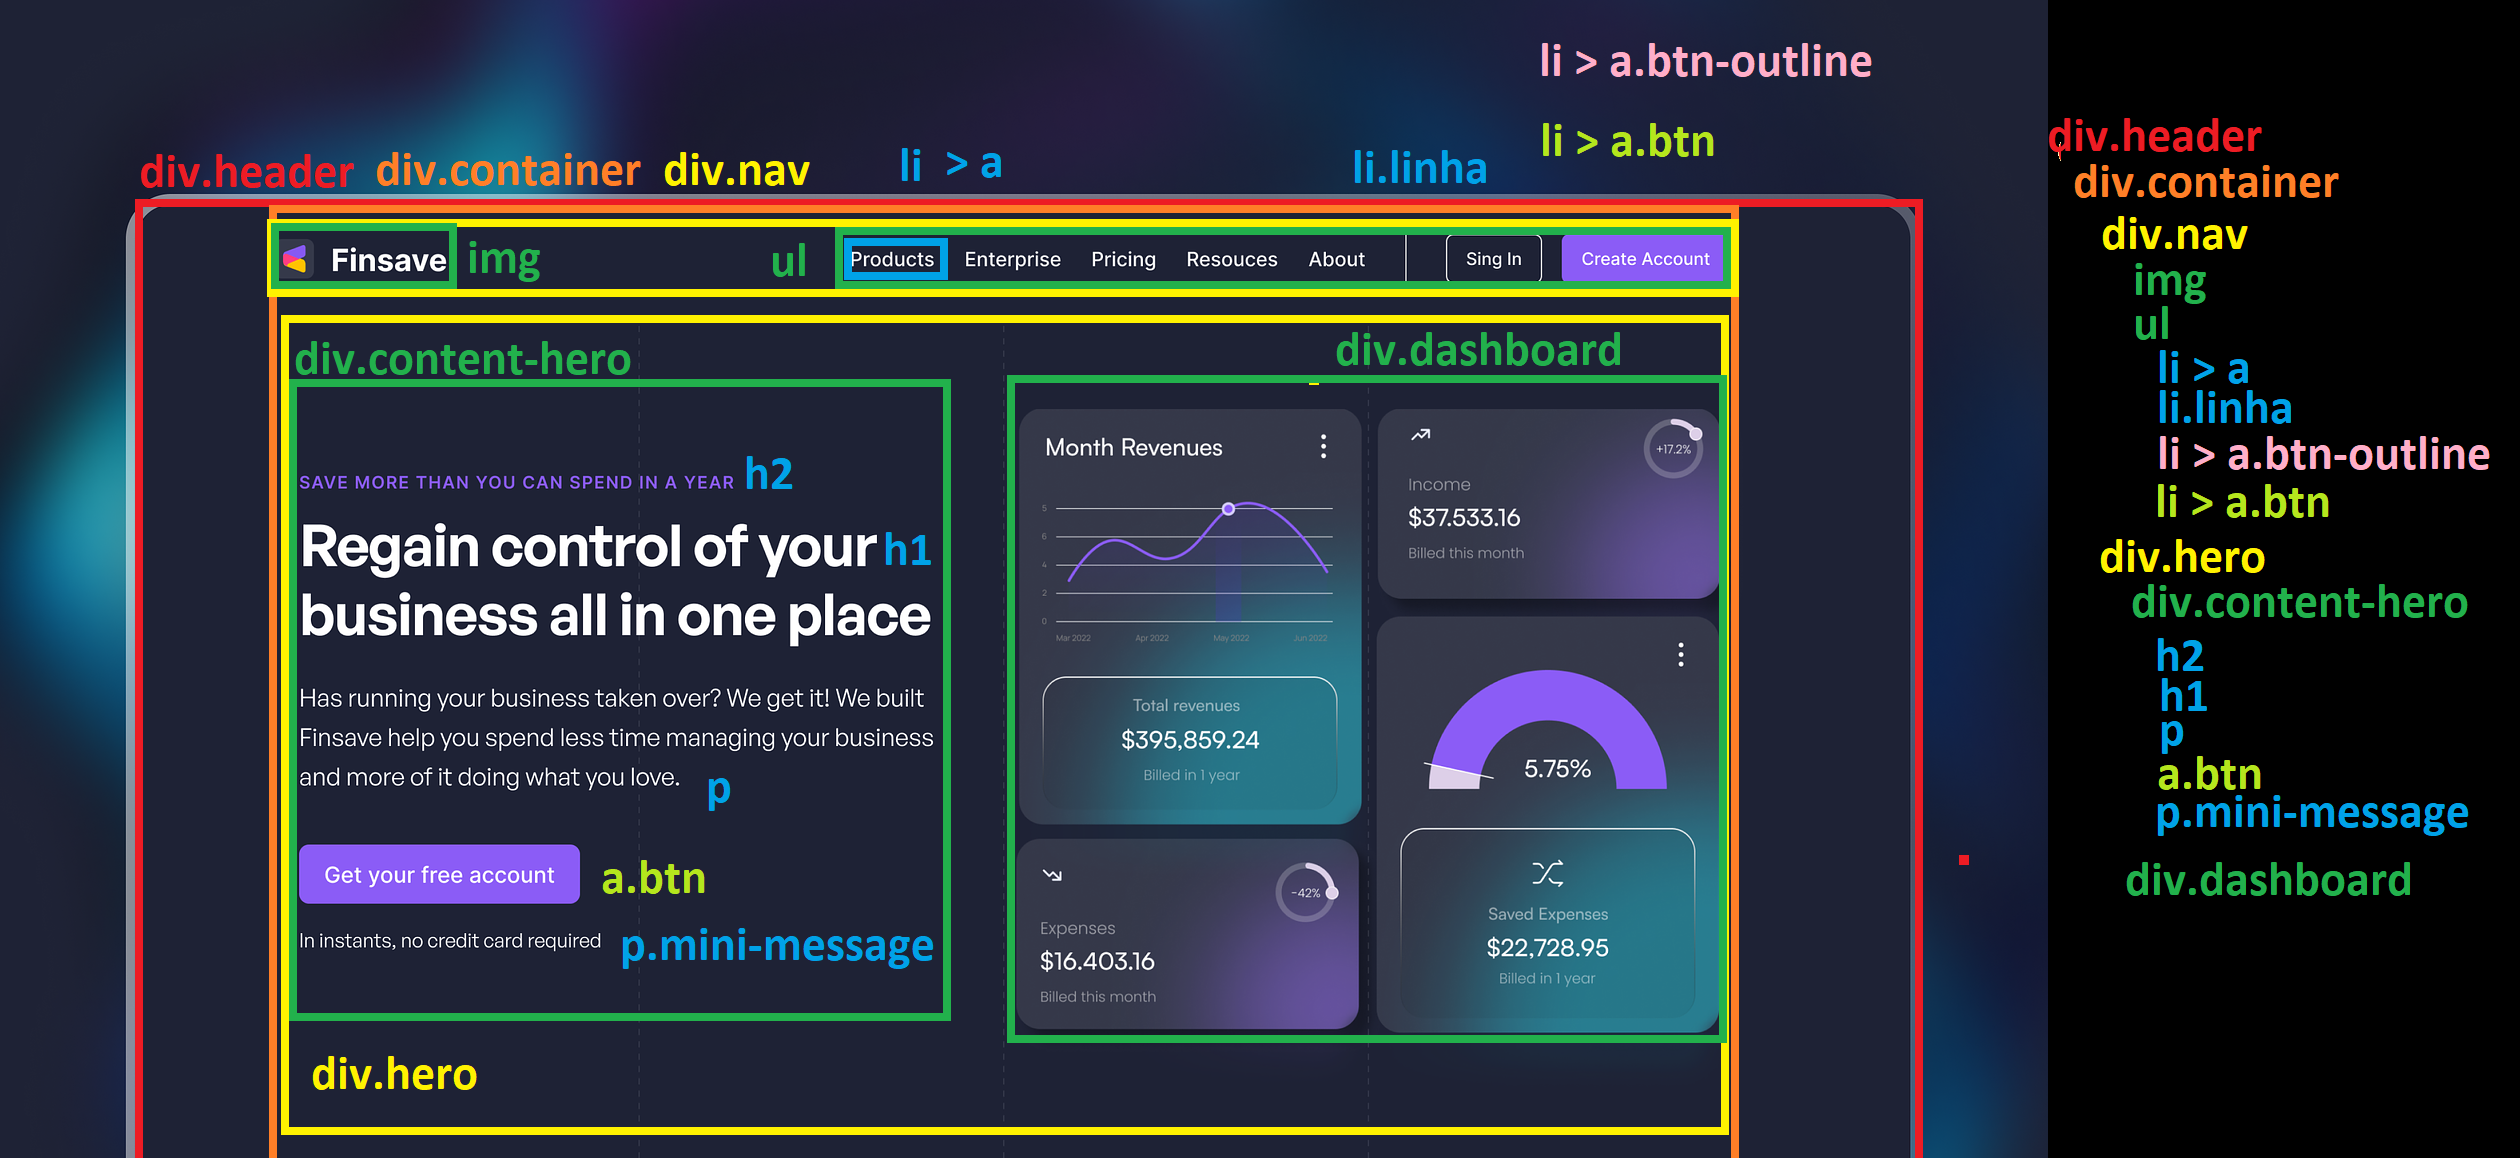 li > a.btn-outline
li > a.btn
div.header div.container div.nav li > a li.linha
Finsave img ul Products Enterprise Pricing Resouces About Sing In Create Account
div.content-hero
SAVE MORE THAN YOU CAN SPEND IN A YEAR h2
Regain control of your h1
business all in one place
Has running your business taken over? We get it! We built
Finsave help you spend less time managing your business
and more of it doing what you love.
p
Get your free account a.btn
In instants, no credit card required p.mini-message
div.hero
div.dashboard
Month Revenues
5
6
4
2
0
Mar 2022 Apr 2022 May 2022 Jun 2022
Total revenues
$395,859.24
Billed in 1 year
+17.2%
Income
$37.533.16
Billed this month
-42%
Expenses
$16.403.16
Billed this month
5.75%
Saved Expenses
$22,728.95
Billed in 1 year
div.header
div.container
div.nav
img
ul
li > a
li.linha
li > a.btn-outline
li > a.btn
div.hero
div.content-hero
h2
h1
p
a.btn
p.mini-message
div.dashboard